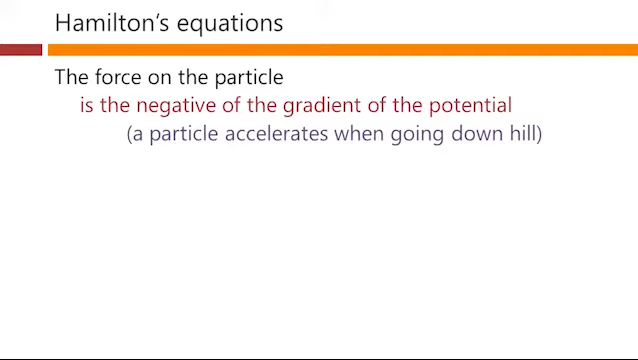 Hamilton's equations
The force on the particle
is the negative of the gradient of the potential
(a particle accelerates when going down hill)